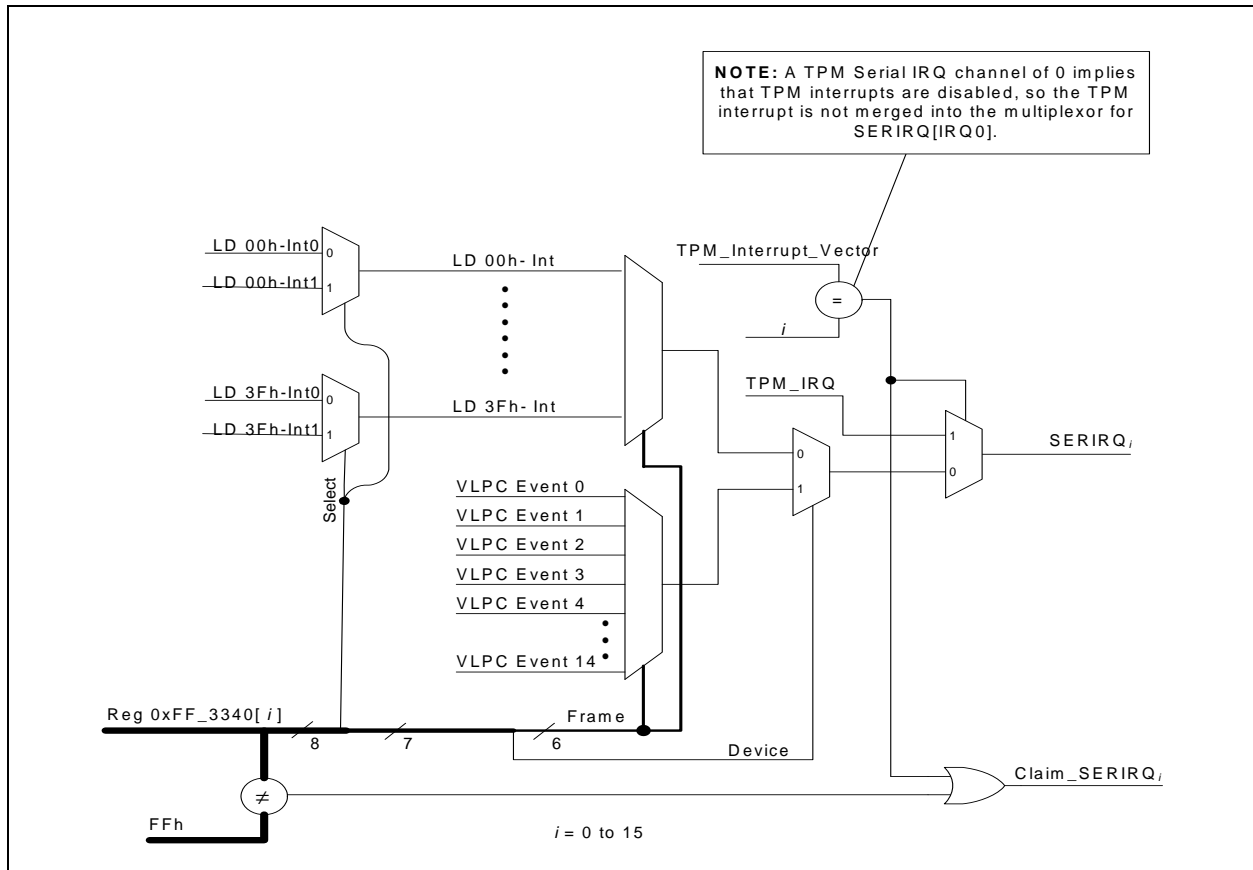 NOTE: A TPM Serial IRQ channel of 0 implies
that TPM interrupts are disabled, so the TPM
interrupt is not merged into the multiplexor for
SERIRQ[IRQ0].
LD 00h-Int0
0
LD 00h-Int1
1
LD 00h-Int
TPM_Interrupt_Vector
=
i
LD 3Fh-Int0
0
LD 3Fh-Int1
1
LD 3Fh-Int
TPM_IRQ
1
0
SERIRQi
0
1
Select
VLPC Event 0
VLPC Event 1
VLPC Event 2
VLPC Event 3
VLPC Event 4
VLPC Event 14
Reg 0xFF_3340[i]
8
7
Frame
6
Device
≠
FFh
Claim_SERIRQi
i = 0 to 15